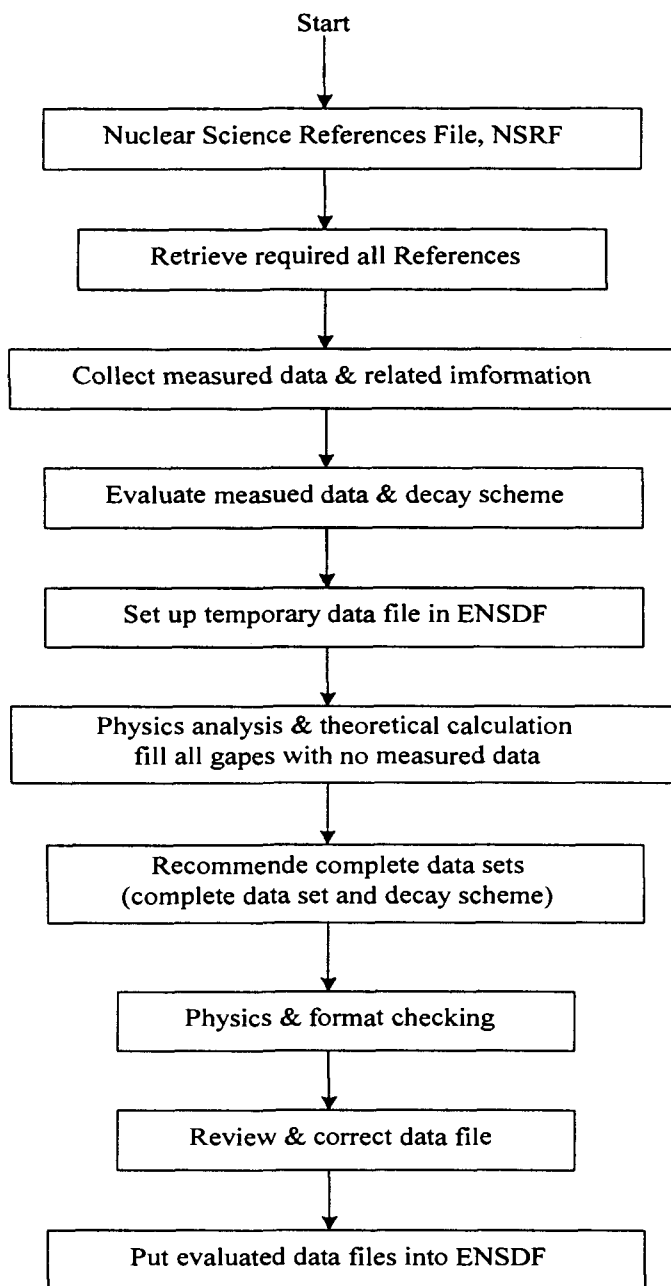 Start
Nuclear Science References File, NSRF
Retrieve required all References
Collect measured data & related imformation
Evaluate measued data & decay scheme
Set up temporary data file in ENSDF
Physics analysis & theoretical calculation
fill all gapes with no measured data
Recommende complete data sets
(complete data set and decay scheme)
Physics & format checking
Review & correct data file
Put evaluated data files into ENSDF